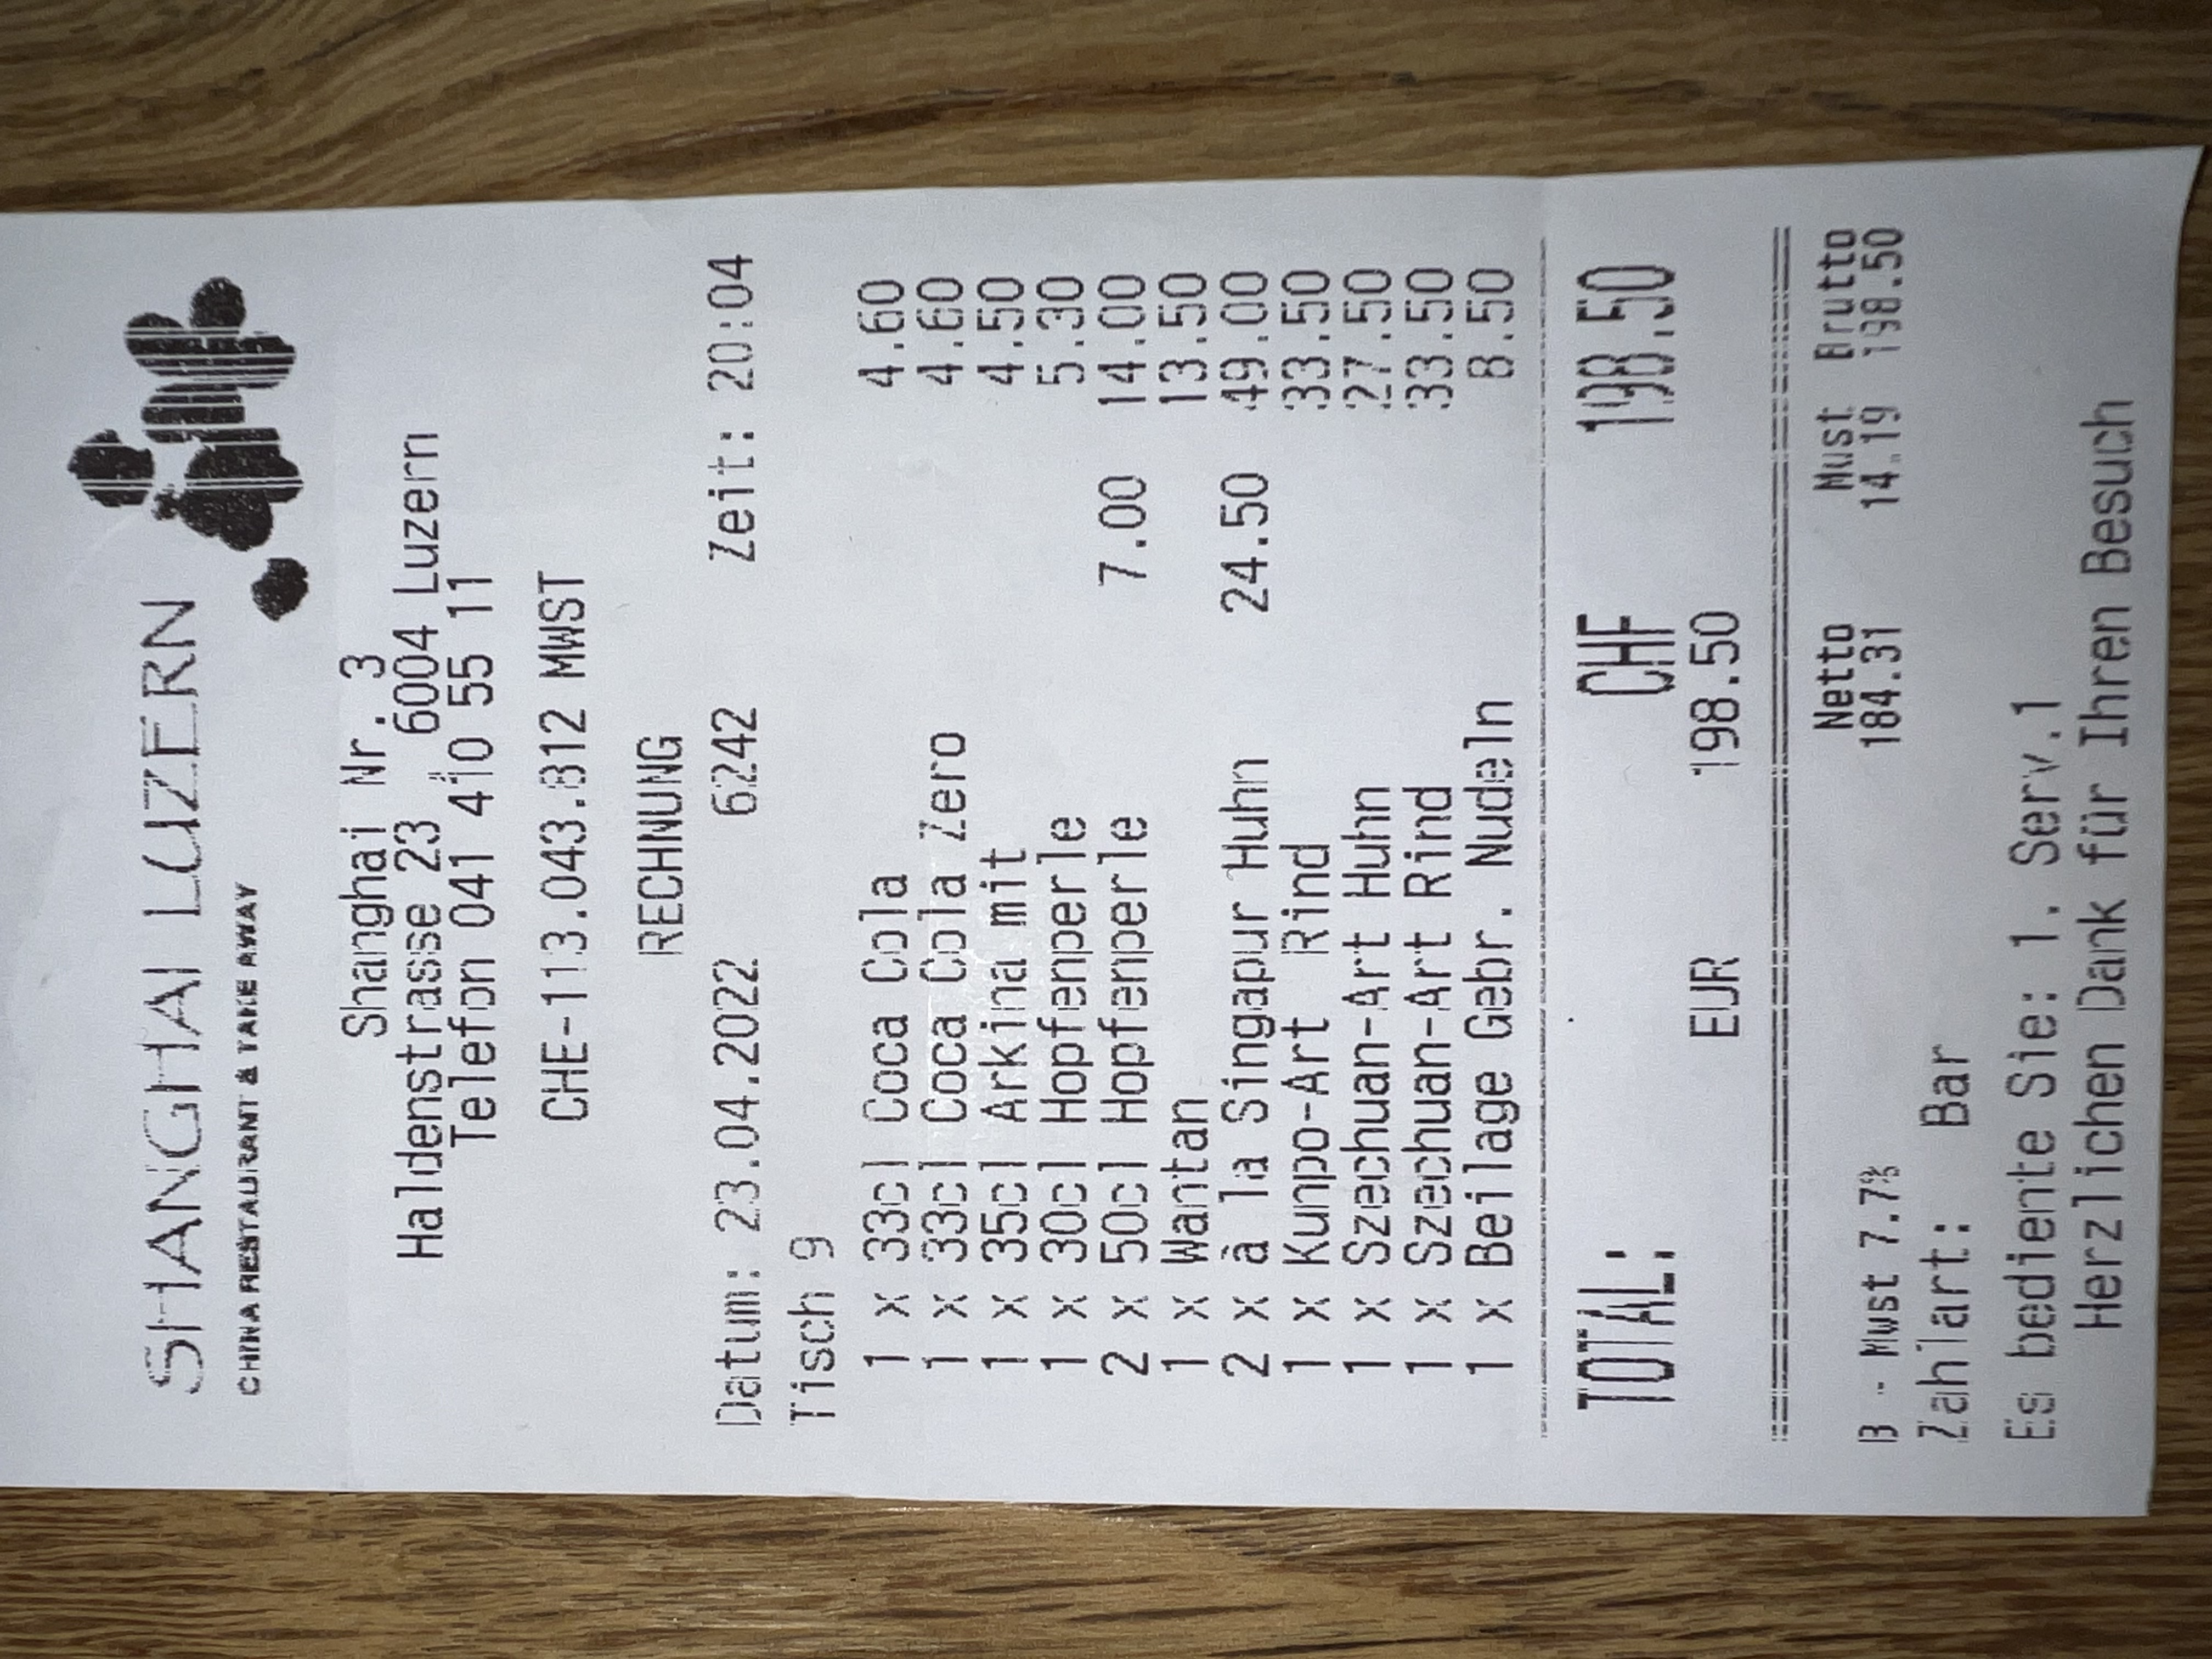 SHANGHAI LUZERN
CHINA RESTAURANT & TAKE AWAY
Shanghai Nr. 3
Haldenstrasse 23 , 6004 Luzern
Telefon 041 410 55 11
CHE-113.043.812 MWST
RECHNUNG
Datum: 23.04.2022 6242 Zeit: 20:04
Tisch 9
1 x 33cl Coca Cola 4.60
1 x 33cl Coca Cola Zero 4.60
1 x 35cl Arkina mit 4.50
1 x 30cl Hopfenperle 5.30
2 x 50cl Hopfenperle 7.00 14.00
1 x Wantan 13.50
2 x à la Singapur Huhn 24.50 49.00
1 x Kunpo-Art Rind 33.50
1 x Szechuan-Art Huhn 27.50
1 x Szechuan-Art Rind 33.50
1 x Beilage Gebr. Nudeln 8.50
TOTAL: CHF 198.50
EUR 198.50
Netto Mwst Brutto
B - Mwst 7.7% 184.31 14.19 198.50
Zahlart: Bar
Es bediente Sie: 1. Serv.1
Herzlichen Dank für Ihren Besuch